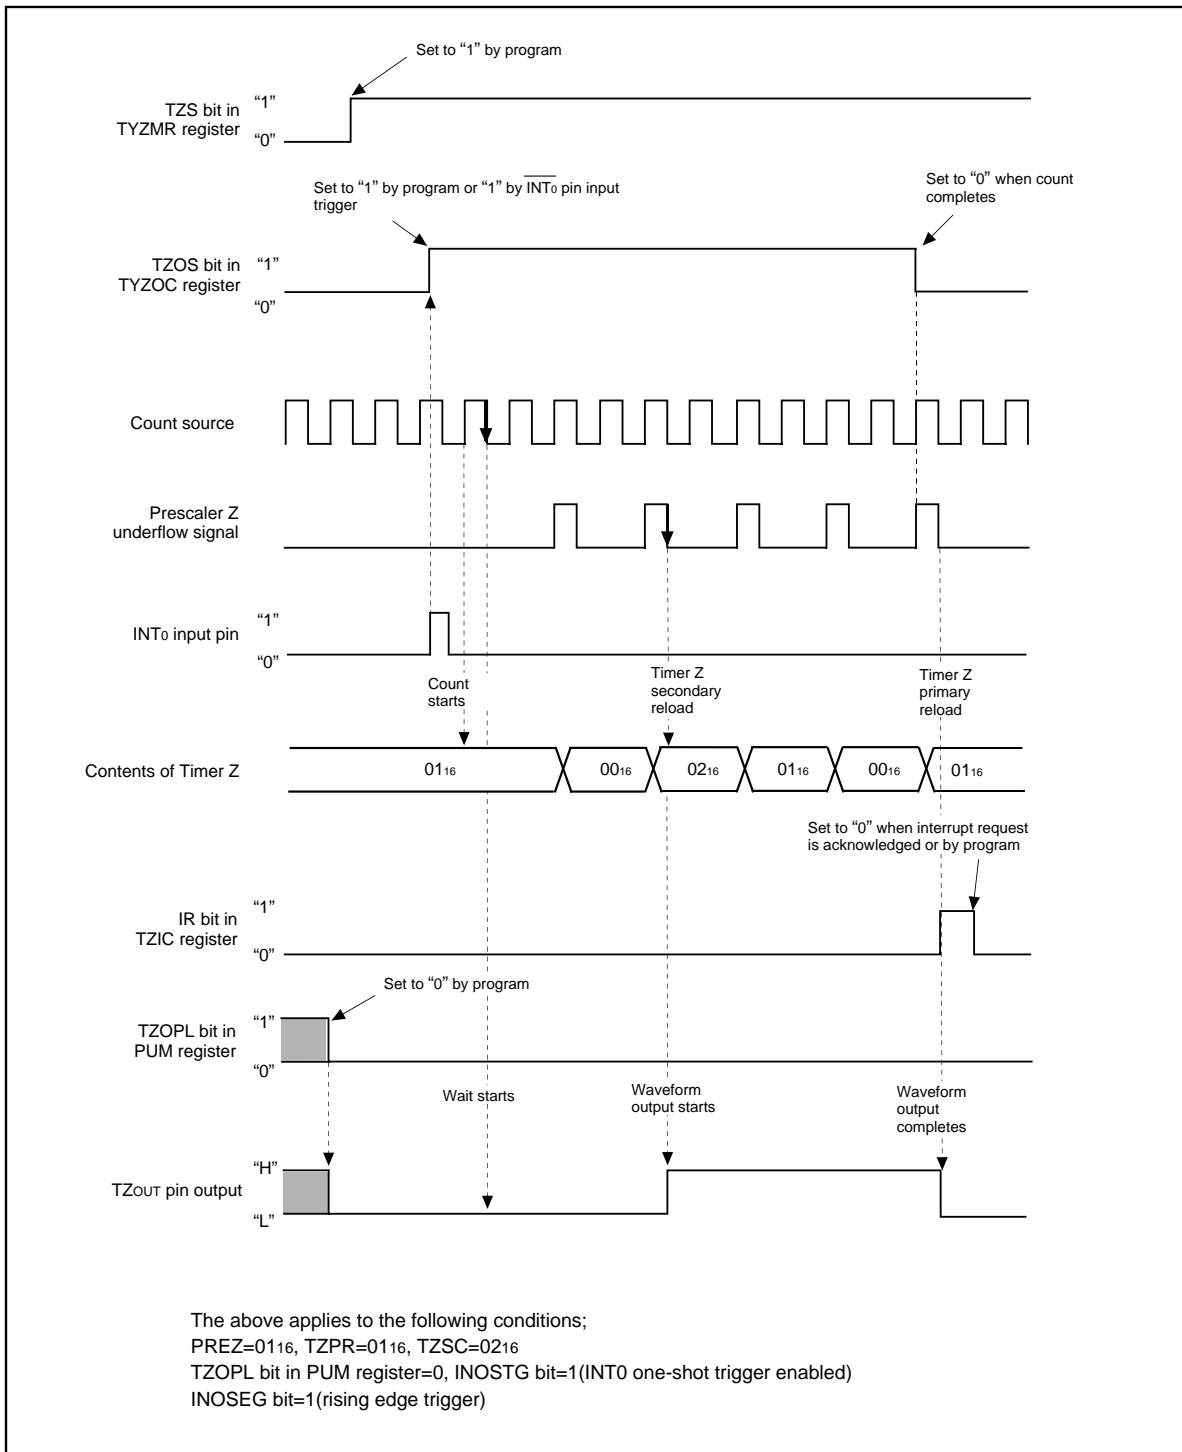 Set to “1” by program
TZS bit in
TYZMR register
“1”
“0”
Set to “1” by program or “1” by INT0 pin input
trigger
Set to “0” when count
completes
TZOS bit in
TYZOC register
“1”
“0”
Count source
Prescaler Z
underflow signal
INT0 input pin
“1”
“0”
Count
starts
Timer Z
secondary
reload
Timer Z
primary
reload
Contents of Timer Z
0116
0016
0216
0116
0016
0116
Set to “0” when interrupt request
is acknowledged or by program
IR bit in
TZIC register
“1”
“0”
Set to “0” by program
TZOPL bit in
PUM register
“1”
“0”
Wait starts
Waveform
output starts
Waveform
output
completes
TZOUT pin output
“H”
“L”
The above applies to the following conditions;
PREZ=0116, TZPR=0116, TZSC=0216
TZOPL bit in PUM register=0, INOSTG bit=1(INT0 one-shot trigger enabled)
INOSEG bit=1(rising edge trigger)